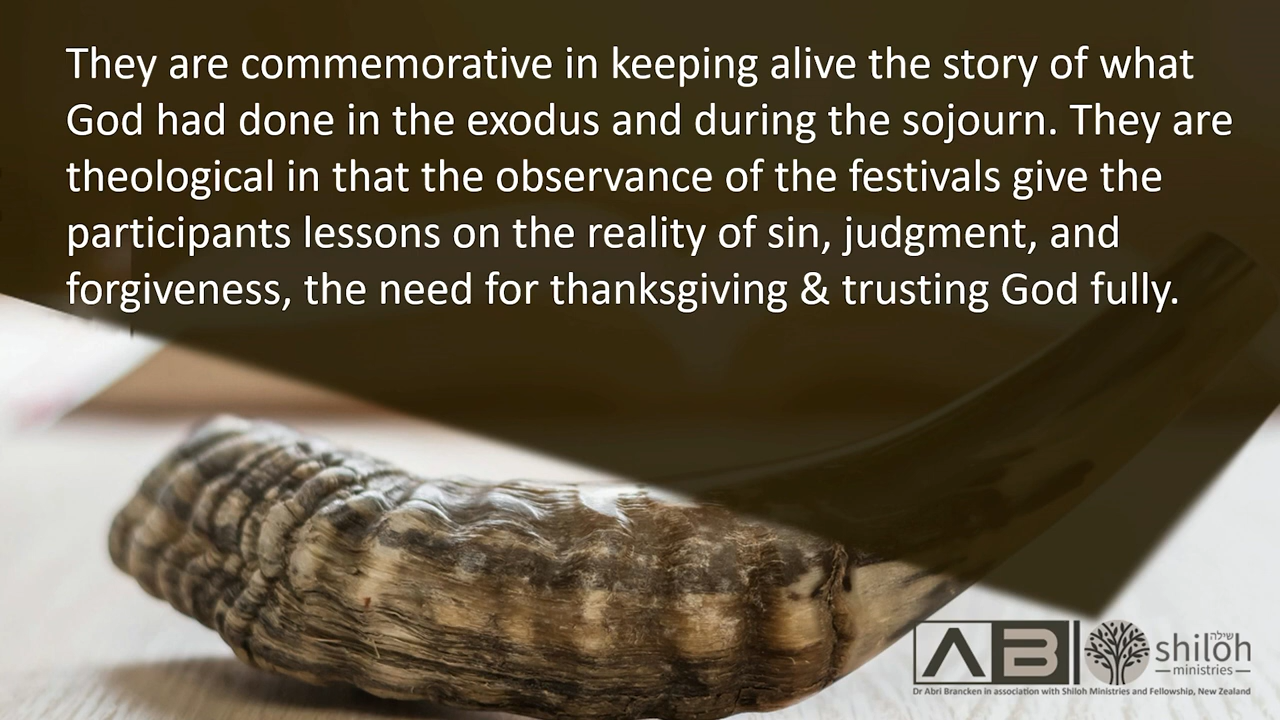 They are commemorative in keeping alive the story of what
God had done in the exodus and during the sojourn. They are
theological in that the observance of the festivals give the
participants lessons on the reality of sin, judgment, and
forgiveness, the need for thanksgiving & trusting God fully.
AB
שילה
shiloh
ministries
Dr Abri Brancken in association with Shiloh Ministries and Fellowship, New Zealand